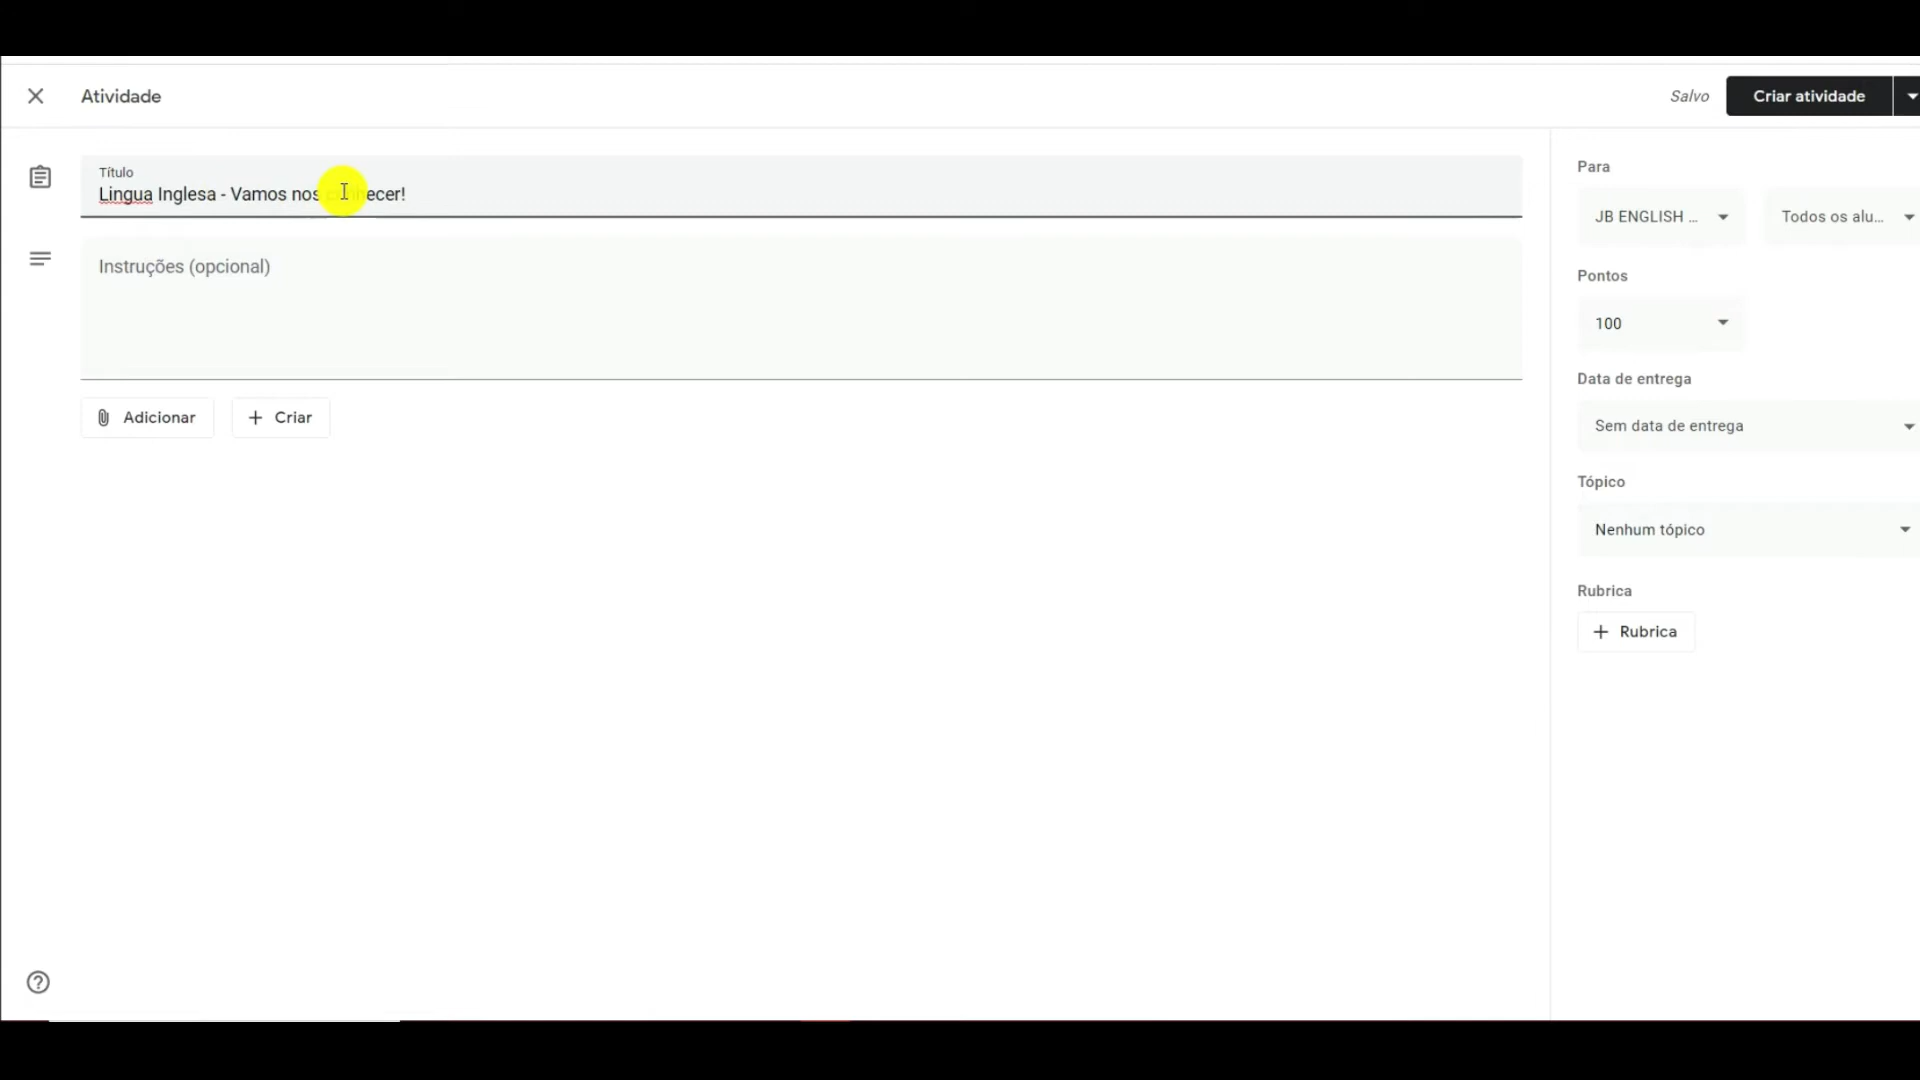 Atividade
Salvo
Criar atividade
Título
Lingua Inglesa - Vamos nos conhecer!
Instruções (opcional)
Adicionar
Criar
Para
JB ENGLISH ...
Todos os alu...
Pontos
100
Data de entrega
Sem data de entrega
Tópico
Nenhum tópico
Rubrica
Rubrica